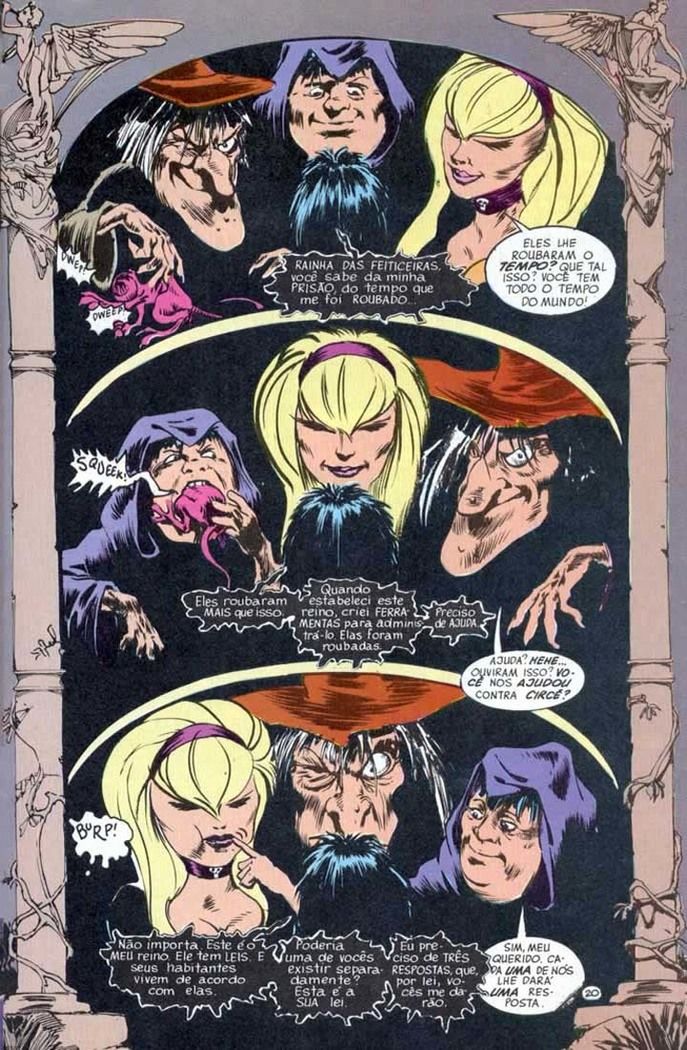 DWEP!
DWEEP!
RAINHA DAS FEITICEIRAS,
você sabe da minha
PRISÃO, do tempo que
me foi ROUBADO...
ELES LHE
ROUBARAM O
TEMPO? QUE TAL
ISSO? VOCÊ TEM
TODO O TEMPO
DO MUNDO!
SQUEEK!
Eles roubaram
MAIS que isso.
Quando
estabeleci este
reino, criei FERRA-
MENTAS para adminis-
trá-lo. Elas foram
roubadas.
Preciso
de AJUDA.
AJUDA? HEHE...
OUVIRAM ISSO? VO-
CÊ NOS AJUDOU
CONTRA CIRCÉ?
BURP!
Não importa. Este é o
MEU reino. Ele tem LEIS. E
seus habitantes
vivem de acordo
com elas.
Poderia
uma de vocês
existir separa-
damente?
Esta é a
SUA lei.
Eu pre-
ciso de TRÊS
RESPOSTAS, que,
por lei, vo-
cês me da-
rão.
SIM, MEU
QUERIDO. CA-
DA UMA DE NÓS
LHE DARÁ
UMA RES-
POSTA.
20